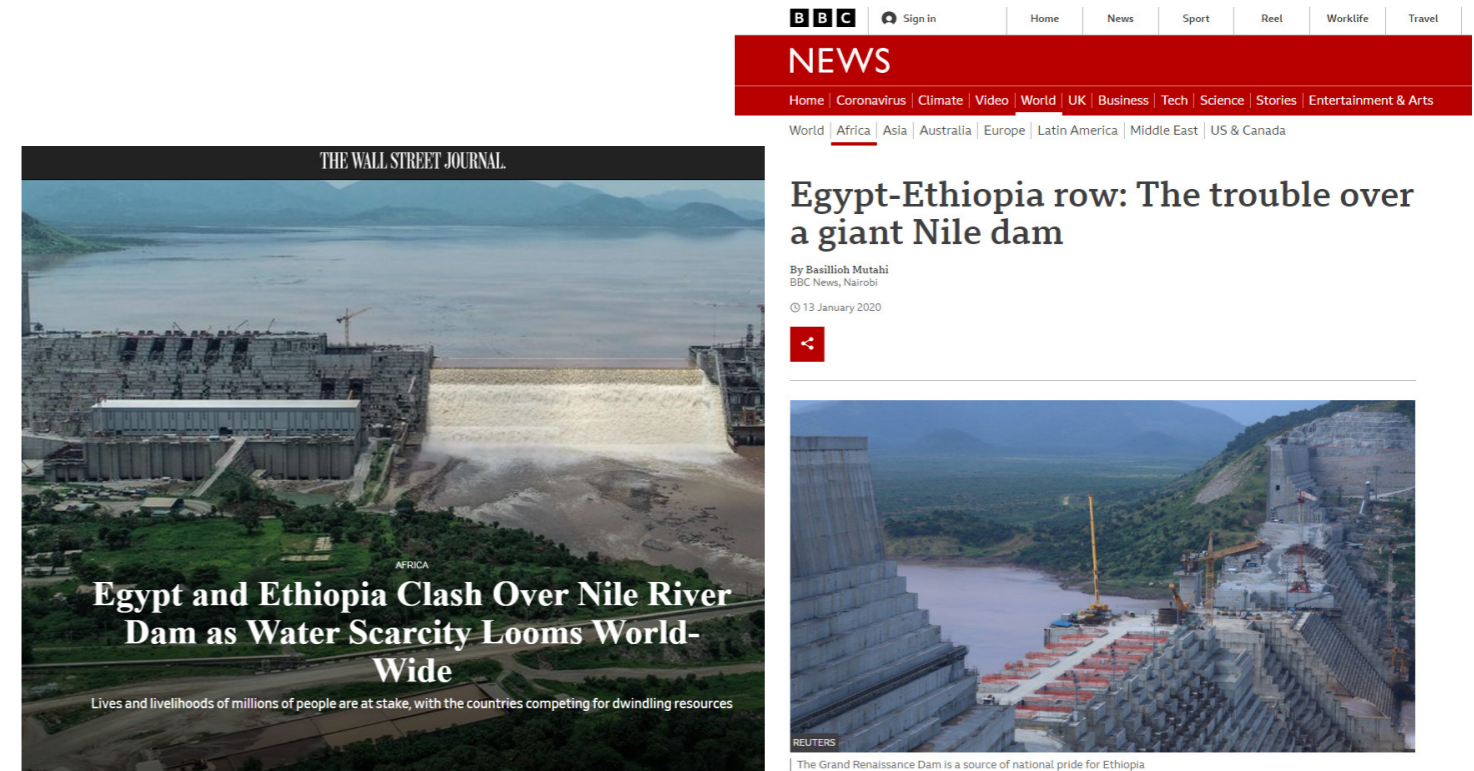 BBC
Sign in
Home
News
Sport
Reel
Worklife
Travel
NEWS
Home
Coronavirus
Climate
Video
World
UK
Business
Tech
Science
Stories
Entertainment & Arts
World
Africa
Asia
Australia
Europe
Latin America
Middle East
US & Canada
THE WALL STREET JOURNAL.
AFRICA
Egypt and Ethiopia Clash Over Nile River
Dam as Water Scarcity Looms World-
Wide
Lives and livelihoods of millions of people are at stake, with the countries competing for dwindling resources
Egypt-Ethiopia row: The trouble over
a giant Nile dam
By Basillioh Mutahi
BBC News, Nairobi
13 January 2020
REUTERS
The Grand Renaissance Dam is a source of national pride for Ethiopia